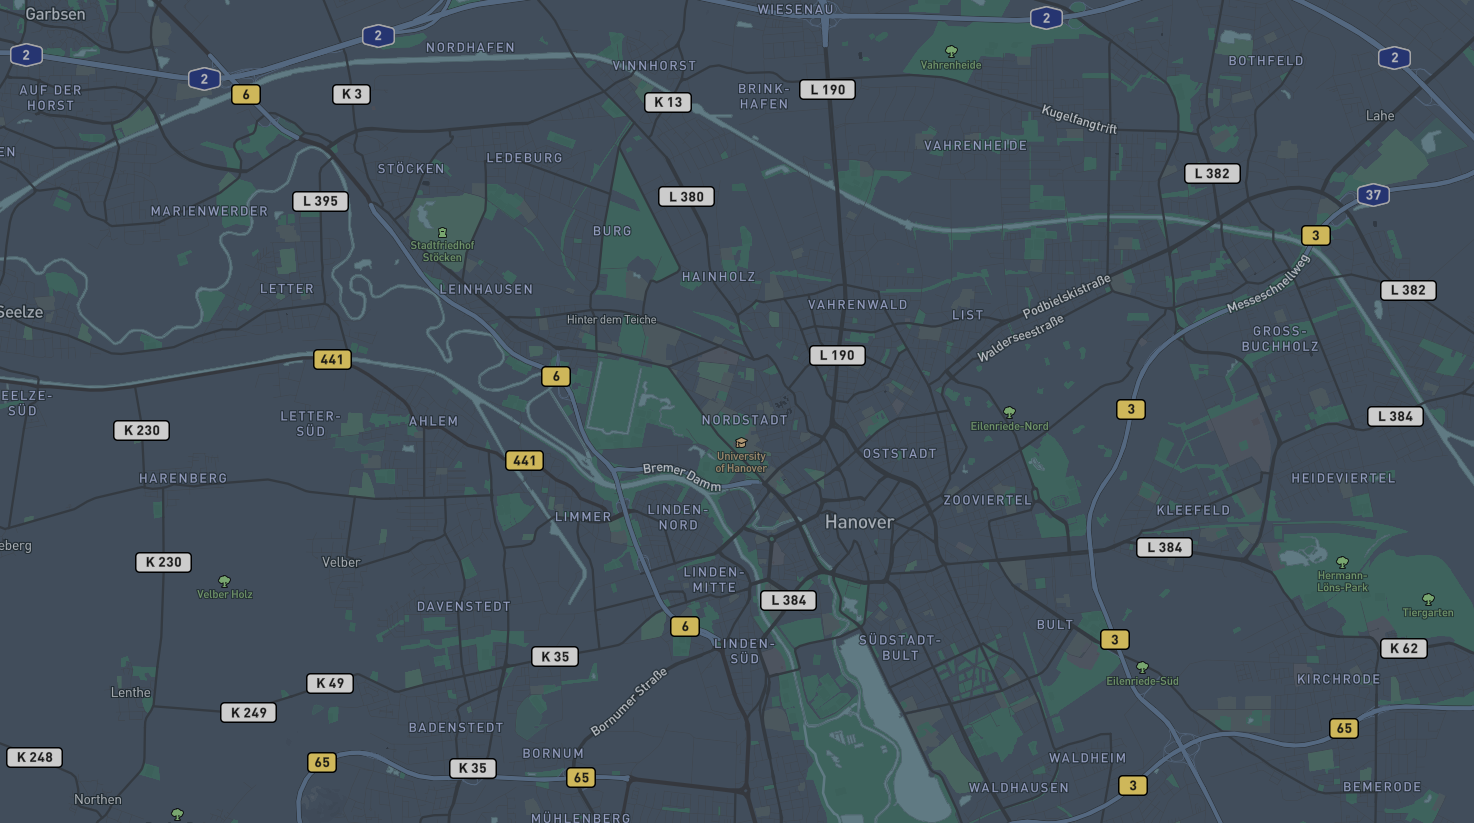 Garbsen
WIESENAU
2
2
2
NORDHAFEN
2
2
BOTHFELD
Vahrenheide
VINNHORST
AUF DER
HORST
6
K 3
K 13
BRINK-
HAFEN
L 190
Kugelfangtrift
Lahe
EN
STÖCKEN
LEDEBURG
VAHRENHEIDE
L 382
MARIENWERDER
L 395
L 380
37
Stadtfriedhof
Stöcken
BURG
3
HAINHOLZ
LETTER
LEINHAUSEN
Podbielskistraße
Messeschnellweg
L 382
Seelze
Hinter dem Teiche
VAHRENWALD
LIST
Walderseestraße
GROSS-
BUCHHOLZ
441
L 190
6
EELZE-
SÜD
3
Eilenriede-Nord
LETTER-
SÜD
AHLEM
NORDSTADT
L 384
K 230
University
of Hanover
441
OSTSTADT
Bremer Damm
HARENBERG
HEIDEVIERTEL
ZOOVIERTEL
KLEEFELD
LIMMER
LINDEN-
NORD
Hanover
eberg
L 384
K 230
Velber
Velber Holz
LINDEN-
MITTE
Hermann-
Löns-Park
Tiergarten
DAVENSTEDT
L 384
6
BULT
3
LINDEN-
SÜD
SÜDSTADT-
BULT
K 62
K 35
Eilenriede-Süd
K 49
KIRCHRODE
Lenthe
Bornumer Straße
K 249
BADENSTEDT
65
K 248
65
BORNUM
WALDHEIM
K 35
65
3
WALDHAUSEN
BEMERODE
Northen
MÜHLENBERG